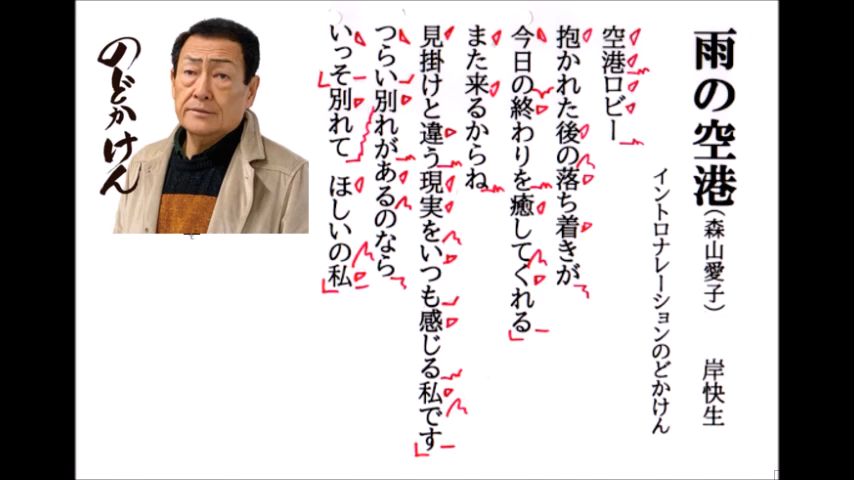 雨の空港(森山愛子) 岸快生
イントロナレーションのどかけん
空港ロビー
抱かれた後の落ち着きが
今日の終わりを癒してくれる
また来るからね
見掛けと違う現実をいつも感じる私です
つらい別れがあるのなら
いっそ別れて ほしいの私
のどかけん